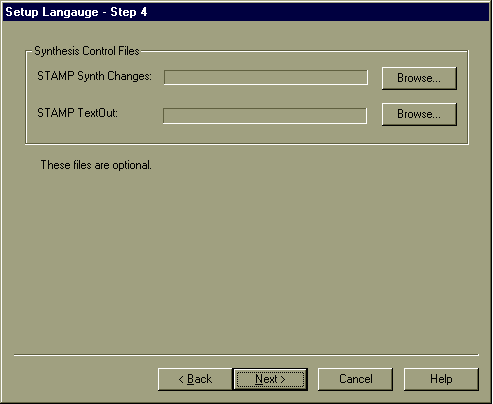 Setup Langauge - Step 4
Synthesis Control Files
STAMP Synth Changes:
Browse...
STAMP TextOut:
Browse...
These files are optional.
< Back
Next >
Cancel
Help